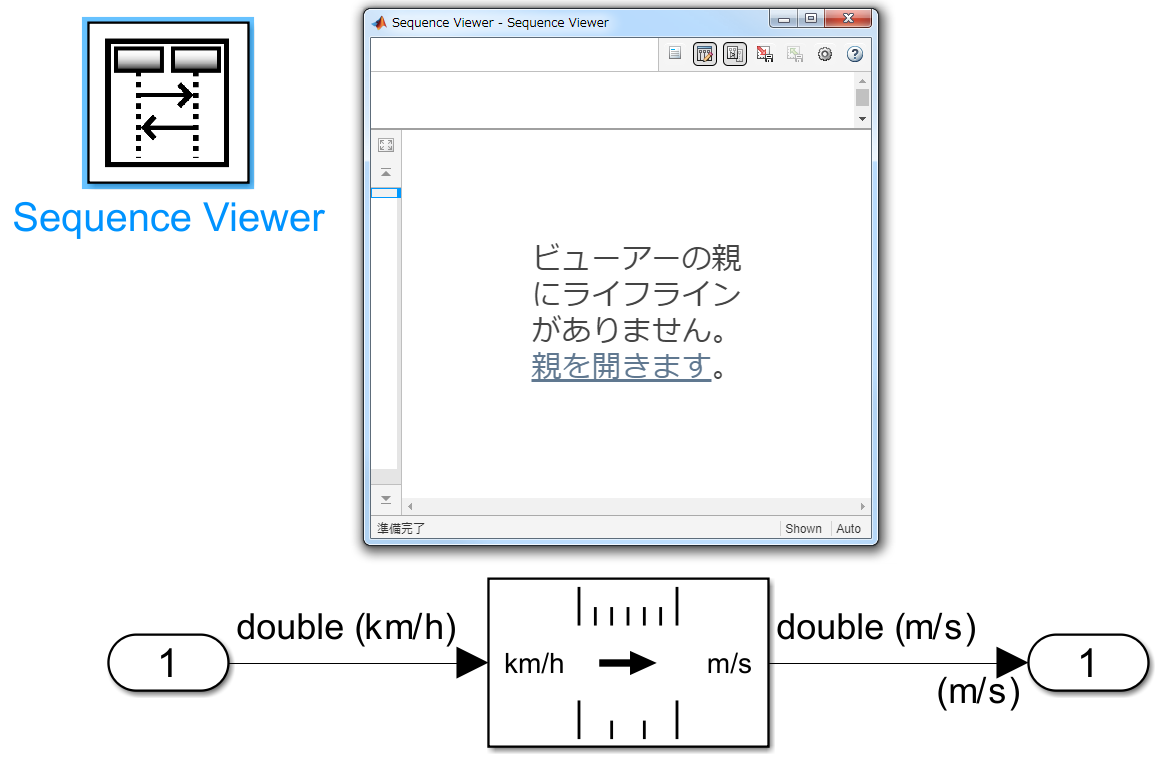 Sequence Viewer - Sequence Viewer
Sequence Viewer
ビューアーの親
にライフライン
がありません。
親を開きます。
準備完了 Shown Auto
double (km/h) double (m/s)
1 km/h m/s 1
(m/s)